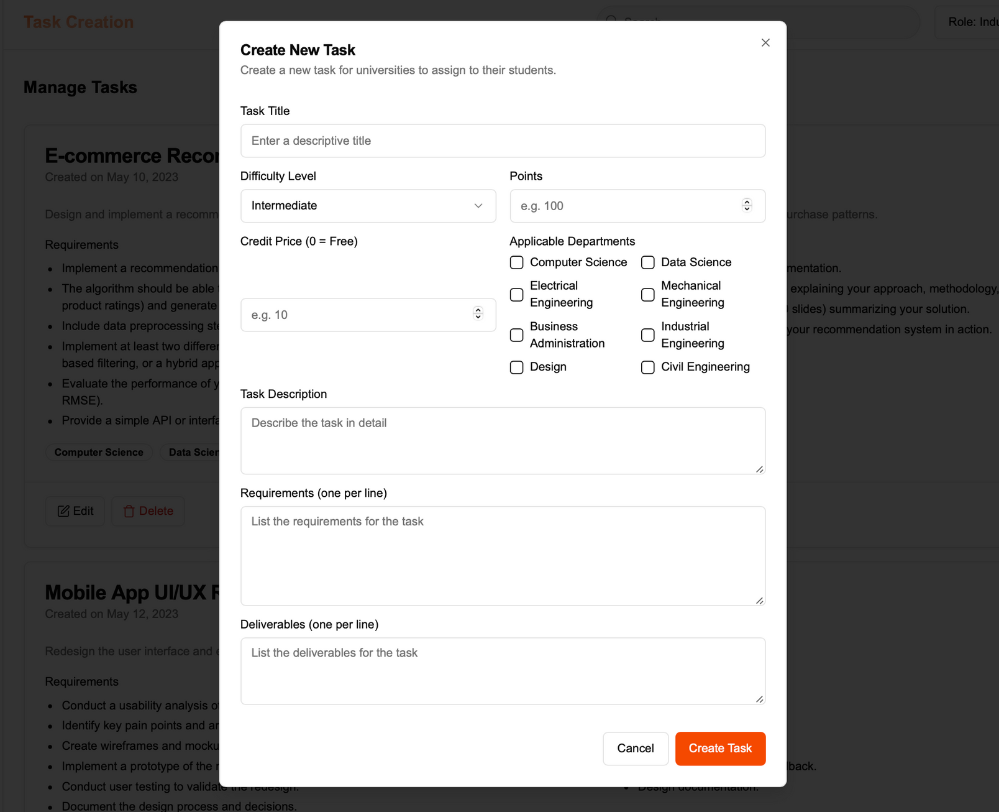 Task Creation
Search
Role: Indu
Create New Task
Create a new task for universities to assign to their students.
Manage Tasks
Task Title
Enter a descriptive title
E-commerce Recor
Created on May 10, 2023
Difficulty Level
Points
Intermediate
e.g. 100
Design and implement a recomm
urchase patterns.
Credit Price (0 = Free)
Applicable Departments
Requirements
Computer Science
Data Science
Implement a recommendation
mentation.
The algorithm should be able
explaining your approach, methodology,
product ratings) and generate
slides) summarizing your solution.
Electrical
Engineering
Mechanical
Engineering
e.g. 10
Include data preprocessing ste
your recommendation system in action.
Business
Administration
Industrial
Engineering
Implement at least two differen
based filtering, or a hybrid app
Design
Civil Engineering
Evaluate the performance of y
RMSE).
Task Description
Provide a simple API or interfa
Describe the task in detail
Computer Science
Data Scien
Requirements (one per line)
Edit
Delete
List the requirements for the task
Mobile App UI/UX R
Created on May 12, 2023
Deliverables (one per line)
Redesign the user interface and e
List the deliverables for the task
Requirements
Conduct a usability analysis of
Identify key pain points and ar
Create wireframes and mocku
Cancel
Create Task
Implement a prototype of the r
lback.
Conduct user testing to validate the redesign.
Design documentation.
Document the design process and decisions.